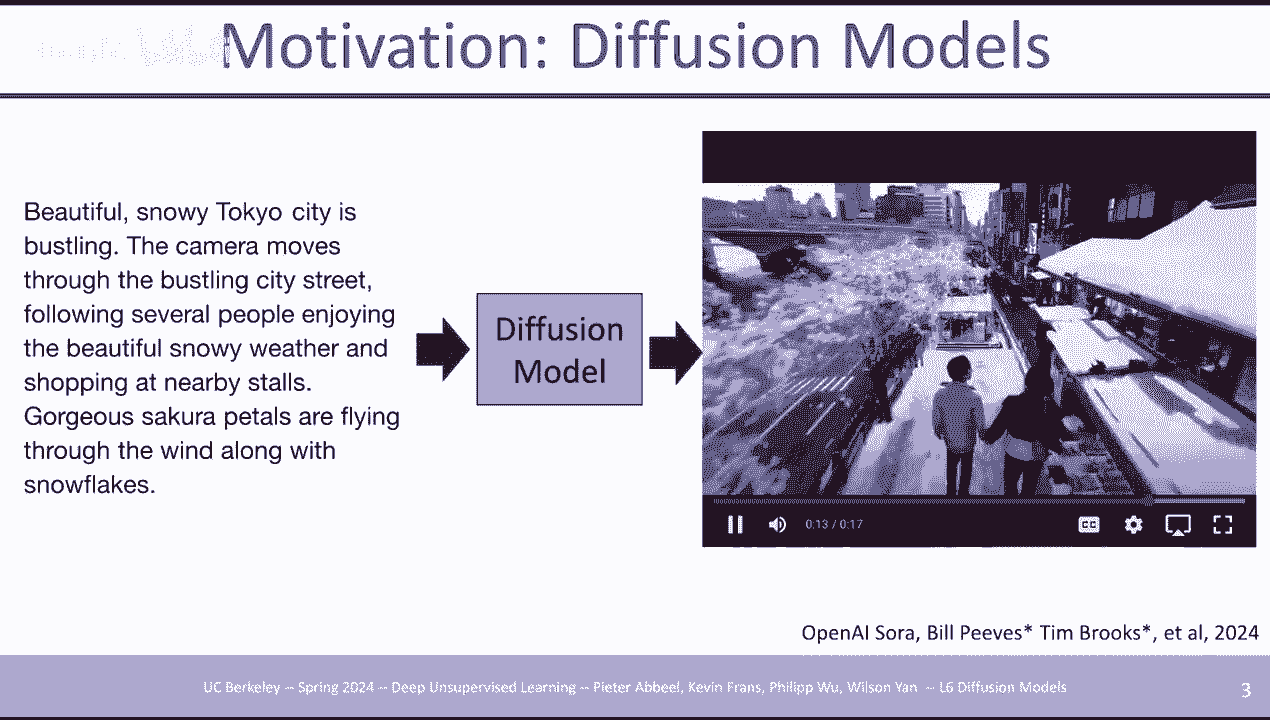 Motivation: Diffusion Models
Beautiful, snowy Tokyo city is
bustling. The camera moves
through the bustling city street,
following several people enjoying
the beautiful snowy weather and
shopping at nearby stalls.
Gorgeous sakura petals are flying
through the wind along with
snowflakes.
Diffusion
Model
0:13 / 0:17
CC
OpenAI Sora, Bill Peeves* Tim Brooks*, et al, 2024
UC Berkeley -- Spring 2024 -- Deep Unsupervised Learning -- Pieter Abbeel, Kevin Frans, Philipp Wu, Wilson Yan -- L6 Diffusion Models
3